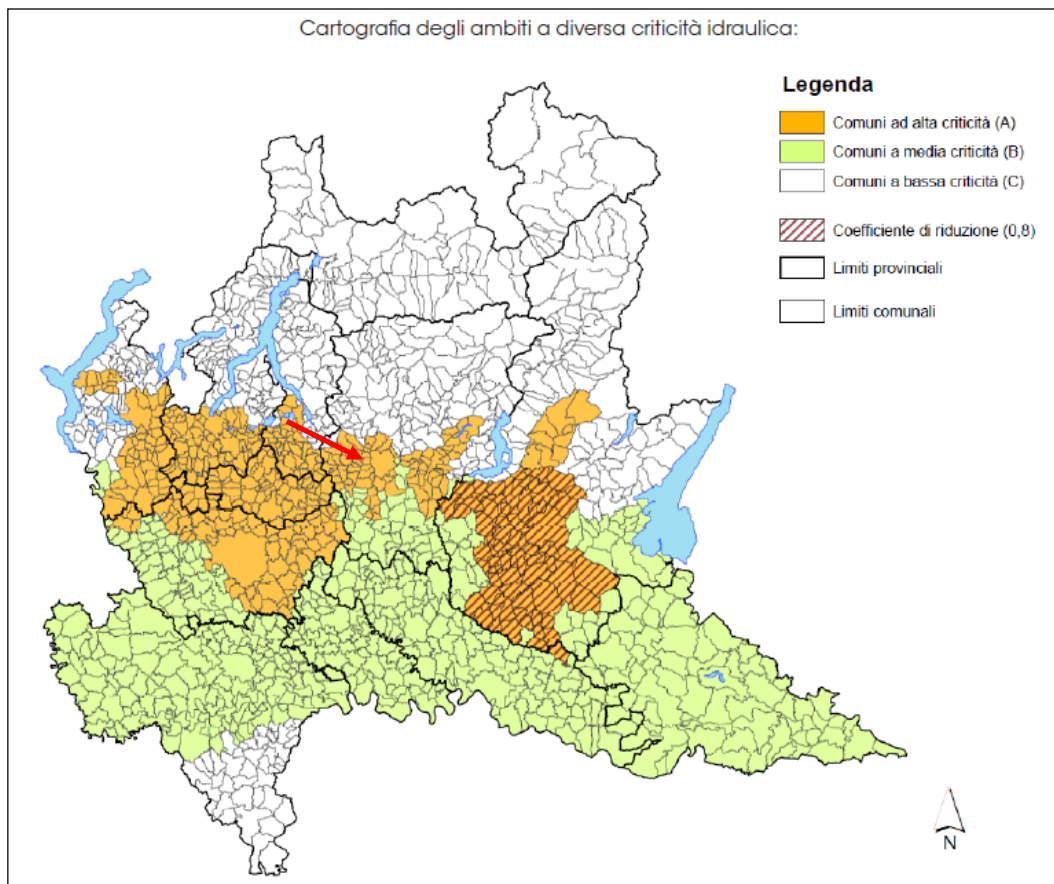 Cartografia degli ambiti a diversa criticità idraulica:
Legenda
Comuni ad alta criticità (A)
Comuni a media criticità (B)
Comuni a bassa criticità (C)
Coefficiente di riduzione (0,8)
Limiti provinciali
Limiti comunali
N